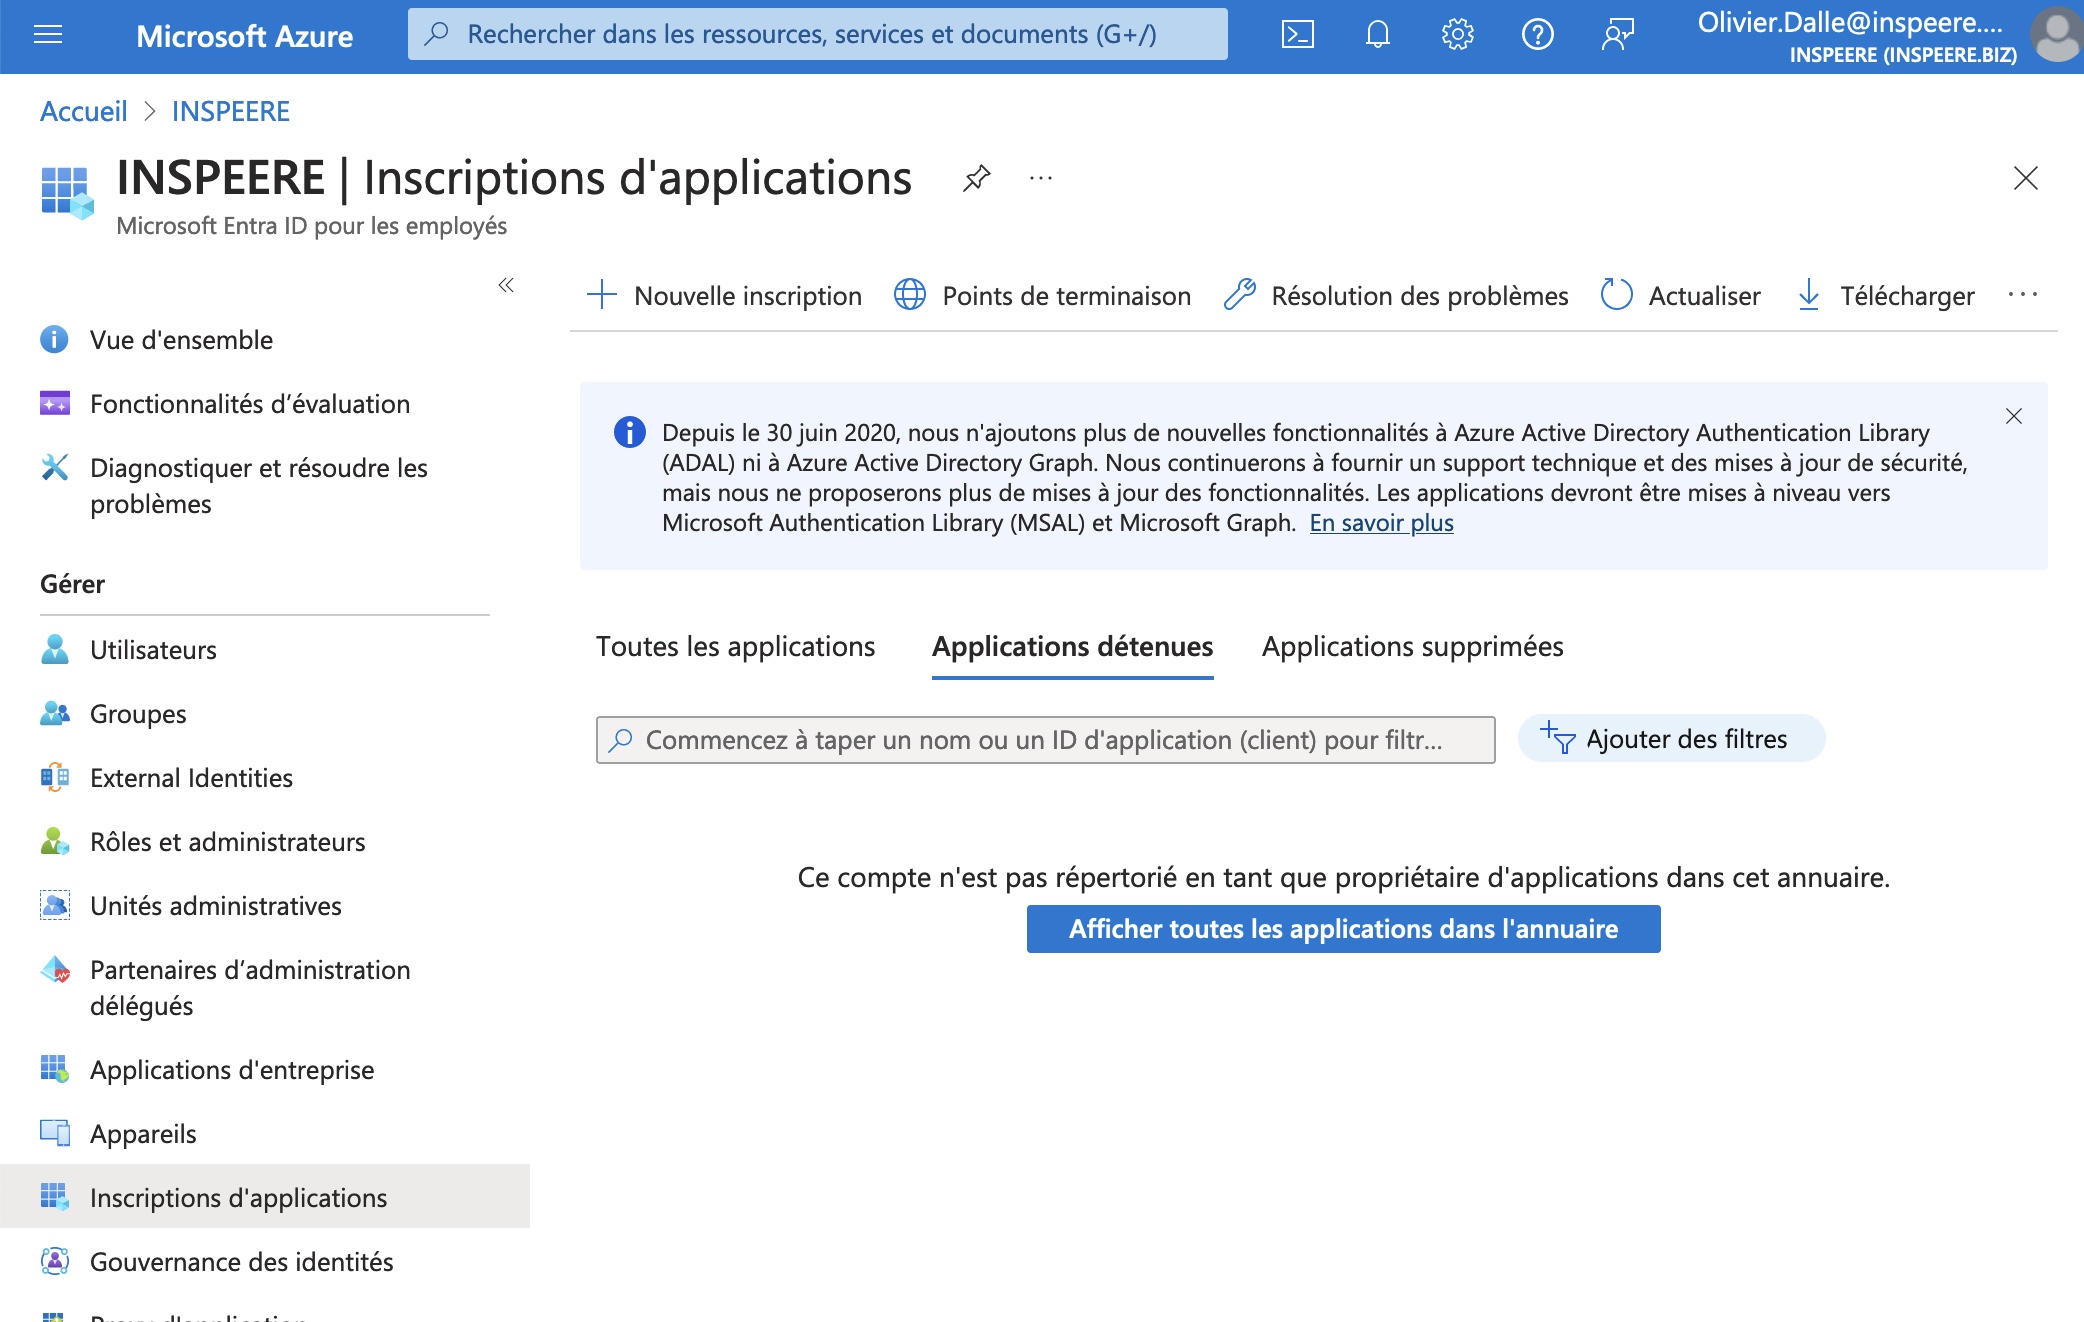 Microsoft Azure
Rechercher dans les ressources, services et documents (G+/)
Olivier.Dalle@inspeere....
INSPEERE (INSPEERE.BIZ)
Accueil > INSPEERE
INSPEERE | Inscriptions d'applications
Microsoft Entra ID pour les employés
Nouvelle inscription Points de terminaison Résolution des problèmes Actualiser Télécharger
Vue d'ensemble
Fonctionnalités d’évaluation
Diagnostiquer et résoudre les
problèmes
Gérer
Utilisateurs
Groupes
External Identities
Rôles et administrateurs
Unités administratives
Partenaires d’administration
délégués
Applications d'entreprise
Appareils
Inscriptions d'applications
Gouvernance des identités
Proxy d'application
Depuis le 30 juin 2020, nous n'ajoutons plus de nouvelles fonctionnalités à Azure Active Directory Authentication Library
(ADAL) ni à Azure Active Directory Graph. Nous continuerons à fournir un support technique et des mises à jour de sécurité,
mais nous ne proposerons plus de mises à jour des fonctionnalités. Les applications devront être mises à niveau vers
Microsoft Authentication Library (MSAL) et Microsoft Graph. En savoir plus
Toutes les applications Applications détenues Applications supprimées
Commencez à taper un nom ou un ID d'application (client) pour filtr...
Ajouter des filtres
Ce compte n'est pas répertorié en tant que propriétaire d'applications dans cet annuaire.
Afficher toutes les applications dans l'annuaire